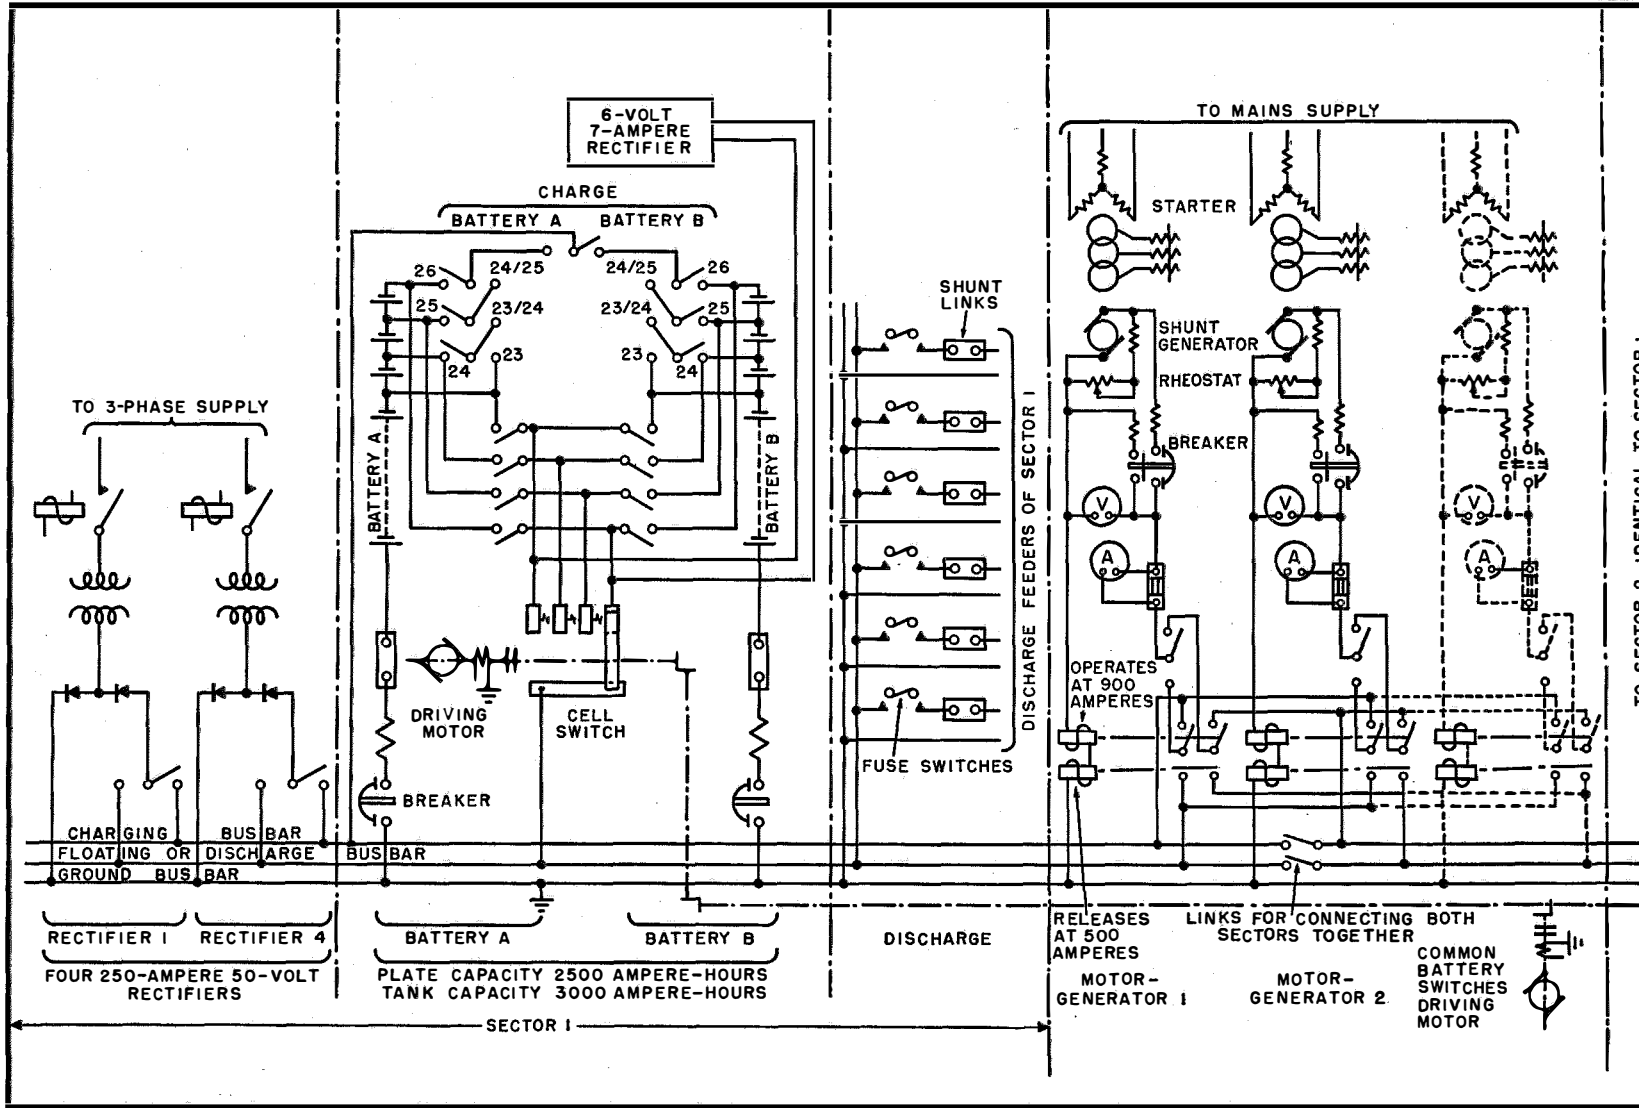 6-VOLT
7-AMPERE
RECTIFIER
CHARGE
BATTERY A BATTERY B
26 24/25 24/25 26
25 23/24 23/24 25
24 23 23 24
BATTERY A
BATTERY B
TO 3-PHASE SUPPLY
DRIVING
MOTOR
CELL
SWITCH
BREAKER
CHARGING BUS BAR
FLOATING OR DISCHARGE BUS BAR
GROUND BUS BAR
RECTIFIER 1
RECTIFIER 4
FOUR 250-AMPERE 50-VOLT
RECTIFIERS
BATTERY A
BATTERY B
PLATE CAPACITY 2500 AMPERE-HOURS
TANK CAPACITY 3000 AMPERE-HOURS
SECTOR 1
SHUNT
LINKS
DISCHARGE FEEDERS OF SECTOR 1
FUSE SWITCHES
DISCHARGE
TO MAINS SUPPLY
STARTER
SHUNT
GENERATOR
RHEOSTAT
BREAKER
V V V
A A A
OPERATES
AT 900
AMPERES
RELEASES
AT 500
AMPERES
LINKS FOR CONNECTING BOTH
SECTORS TOGETHER
MOTOR-
GENERATOR 1
MOTOR-
GENERATOR 2
COMMON
BATTERY
SWITCHES
DRIVING
MOTOR